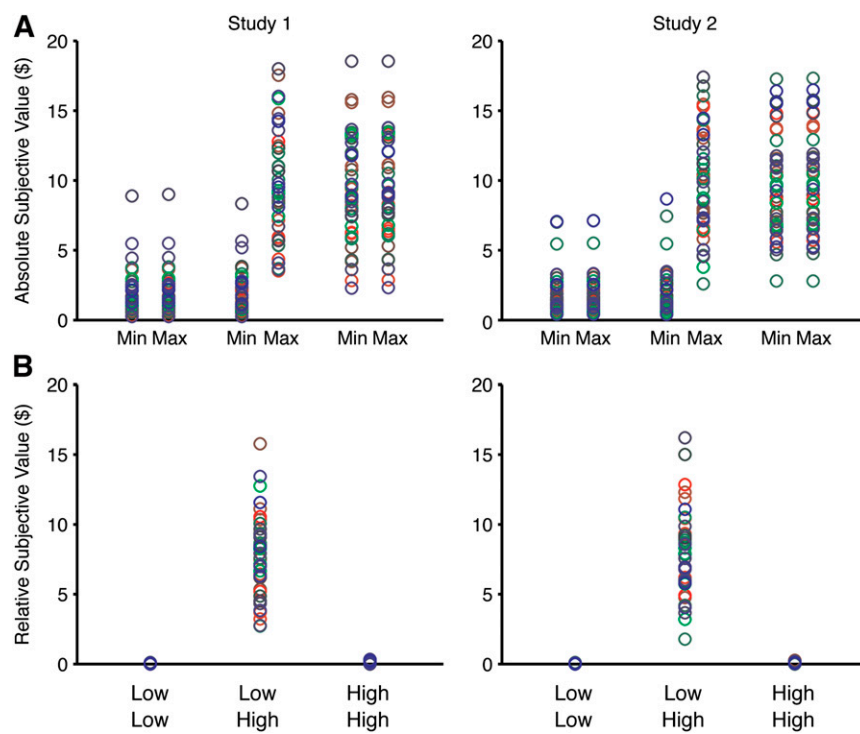 A
Study 1
Study 2
Absolute Subjective Value ($)
20
15
10
5
0
20
15
10
5
0
Min Max Min Max Min Max
Min Max Min Max Min Max
B
Relative Subjective Value ($)
20
15
10
5
0
20
15
10
5
0
Low Low High
Low High High
Low Low High
Low High High